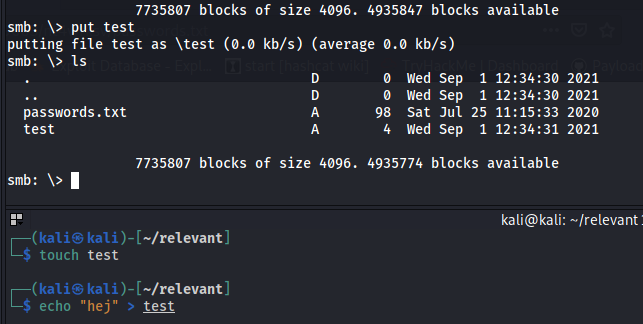 7735807 blocks of size 4096. 4935847 blocks available
smb: \> put test
putting file test as \test (0.0 kb/s) (average 0.0 kb/s)
smb: \> ls
. D 0 Wed Sep 1 12:34:30 2021
.. D 0 Wed Sep 1 12:34:30 2021
passwords.txt A 98 Sat Jul 25 11:15:33 2020
test A 4 Wed Sep 1 12:34:31 2021
7735807 blocks of size 4096. 4935774 blocks available
smb: \>
kali@kali: ~/relevant
┌──(kali㉿kali)-[~/relevant]
└─$ touch test
┌──(kali㉿kali)-[~/relevant]
└─$ echo "hej" > test